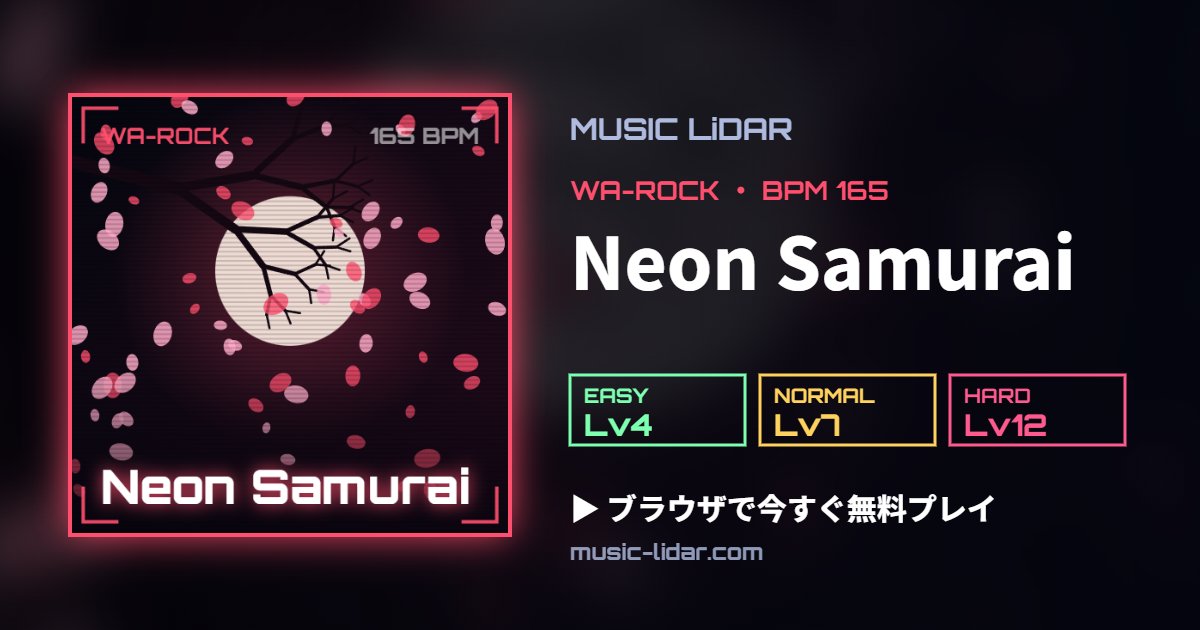 WA-ROCK
165 BPM
Neon Samurai
MUSIC LiDAR
WA-ROCK • BPM 165
Neon Samurai
EASY
Lv4
NORMAL
Lv7
HARD
Lv12
▶ ブラウザで今すぐ無料プレイ
music-lidar.com